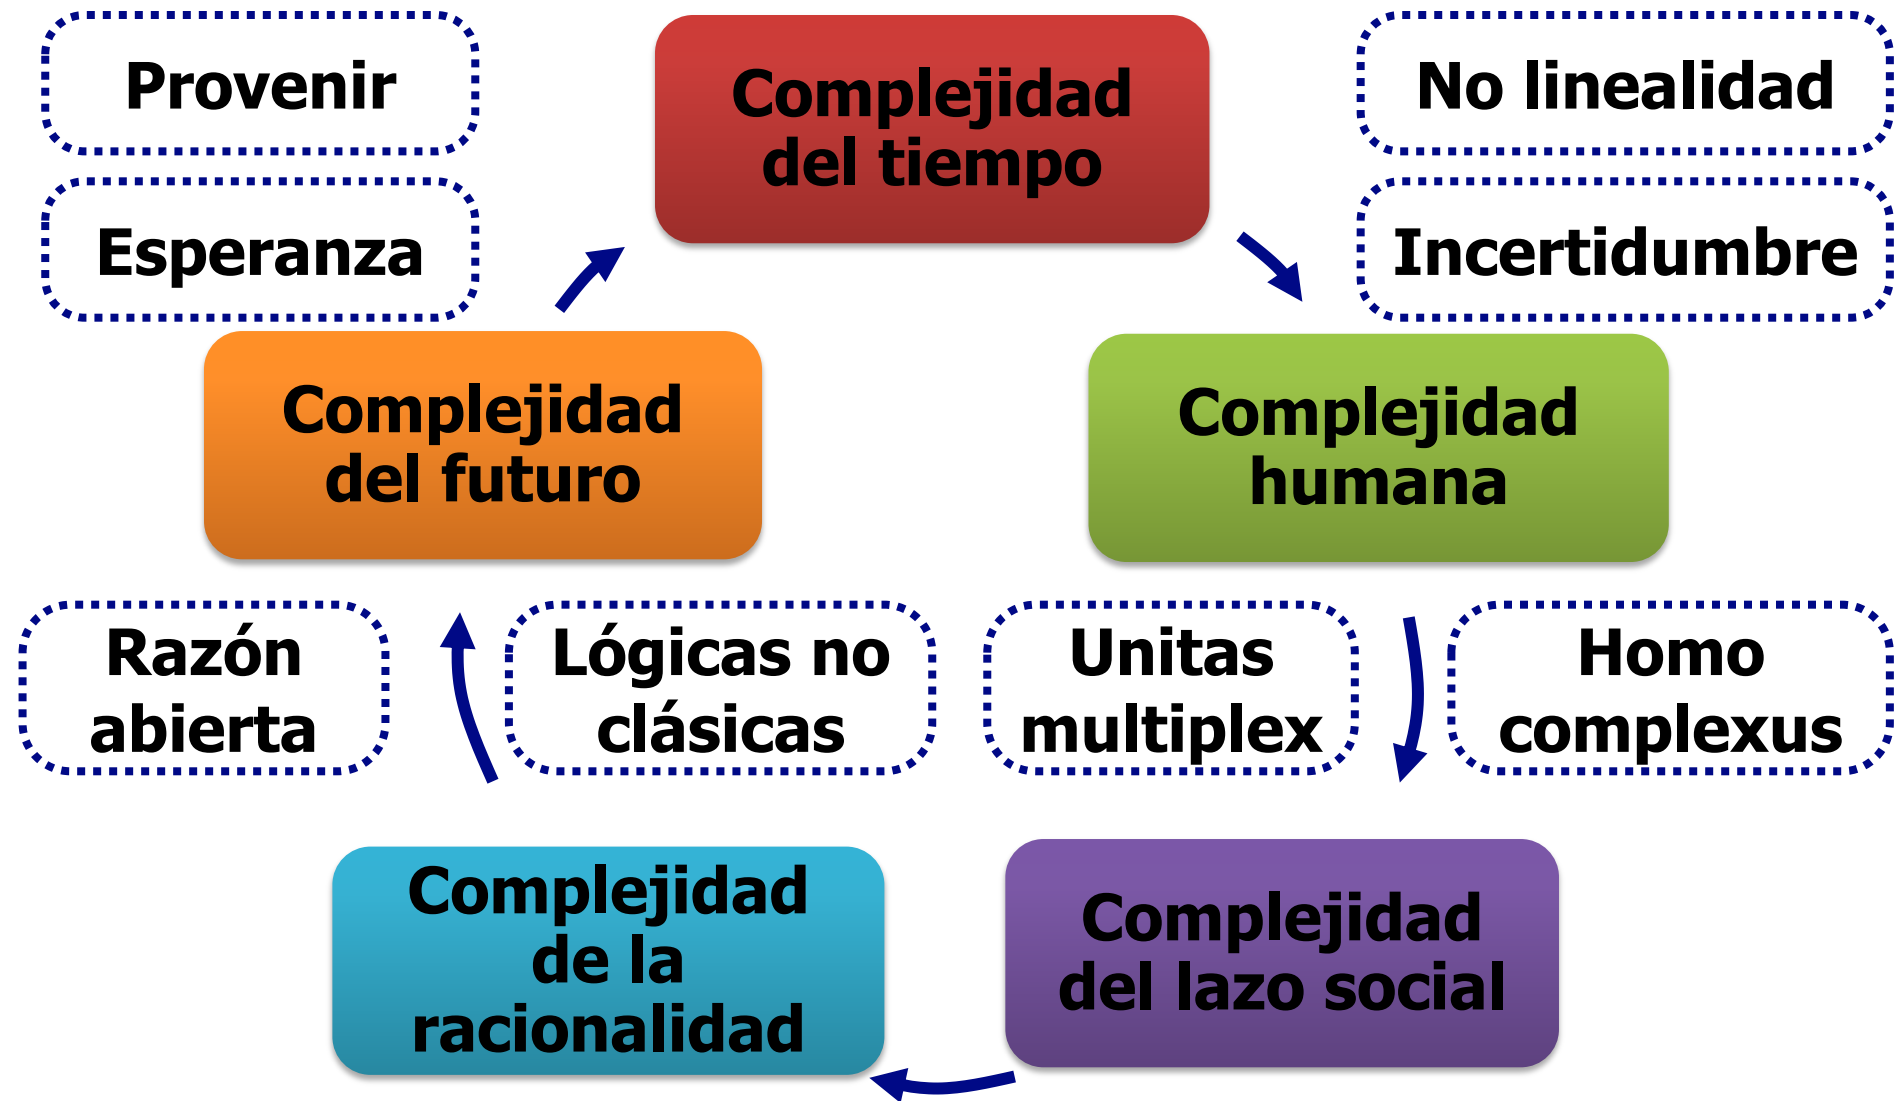 Provenir
Esperanza
Complejidad
del tiempo
No linealidad
Incertidumbre
Complejidad
del futuro
Complejidad
humana
Razón
abierta
Lógicas no
clásicas
Unitas
multiplex
Homo
complexus
Complejidad
de la
racionalidad
Complejidad
del lazo social